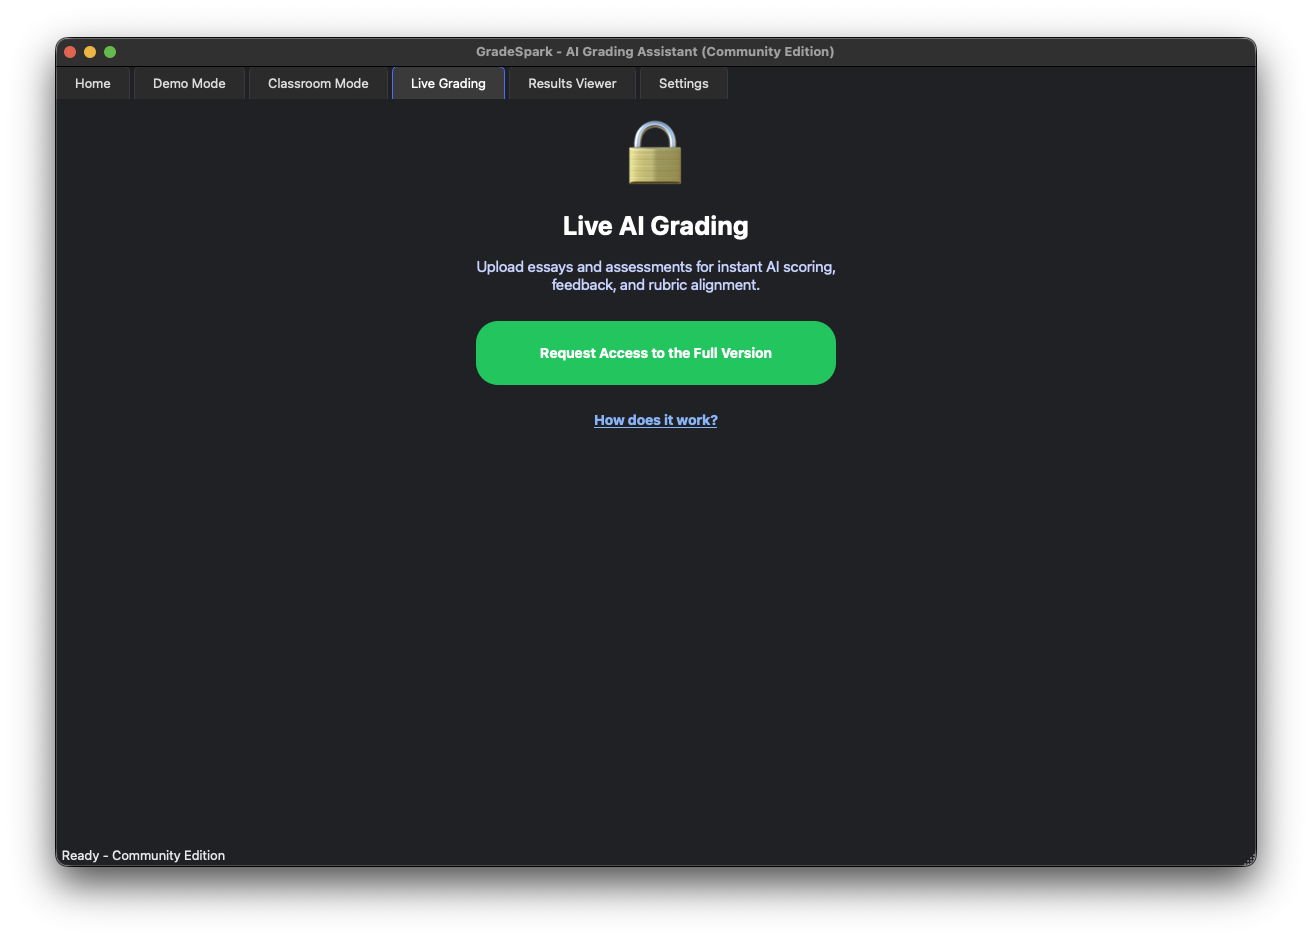 GradeSpark - AI Grading Assistant (Community Edition)
Home
Demo Mode
Classroom Mode
Live Grading
Results Viewer
Settings
Live AI Grading
Upload essays and assessments for instant AI scoring,
feedback, and rubric alignment.
Request Access to the Full Version
How does it work?
Ready - Community Edition